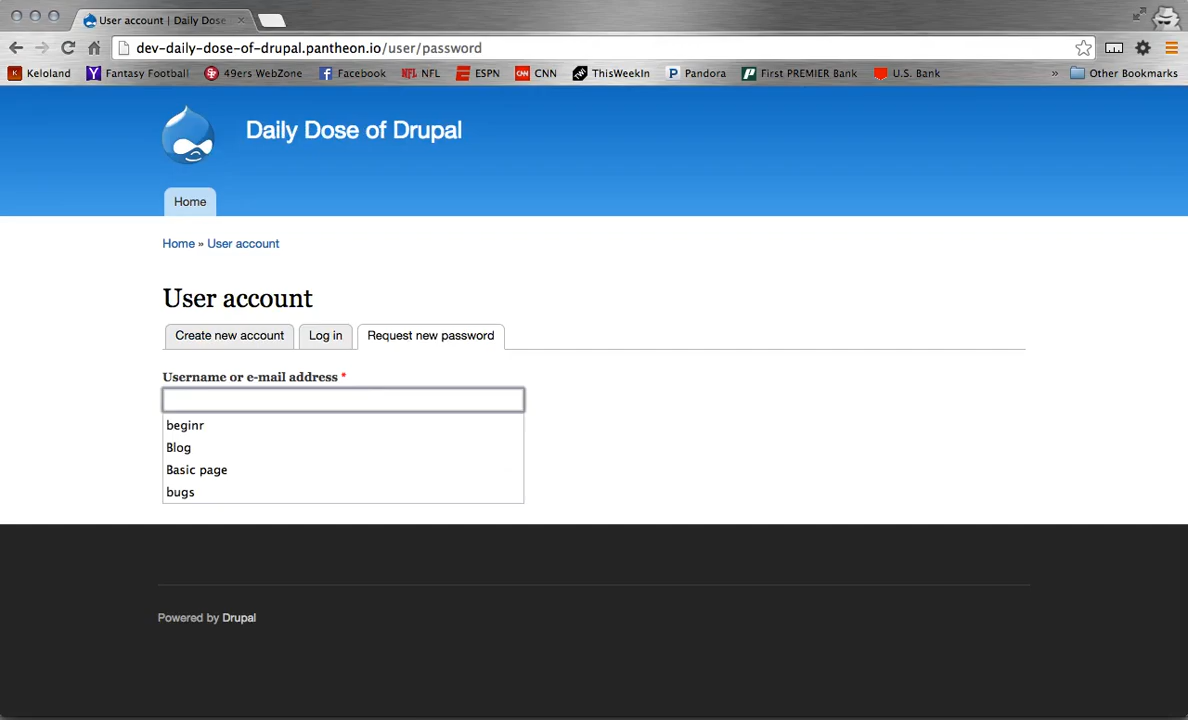 User account | Daily Dose
dev-daily-dose-of-drupal.pantheon.io/user/password
Keloland Fantasy Football 49ers WebZone Facebook NFL NFL ESPN CNN ThisWeekIn Pandora First PREMIER Bank U.S. Bank » Other Bookmarks
Daily Dose of Drupal
Home
Home » User account
User account
Create new account Log in Request new password
Username or e-mail address *
beginr
Blog
Basic page
bugs
Powered by Drupal